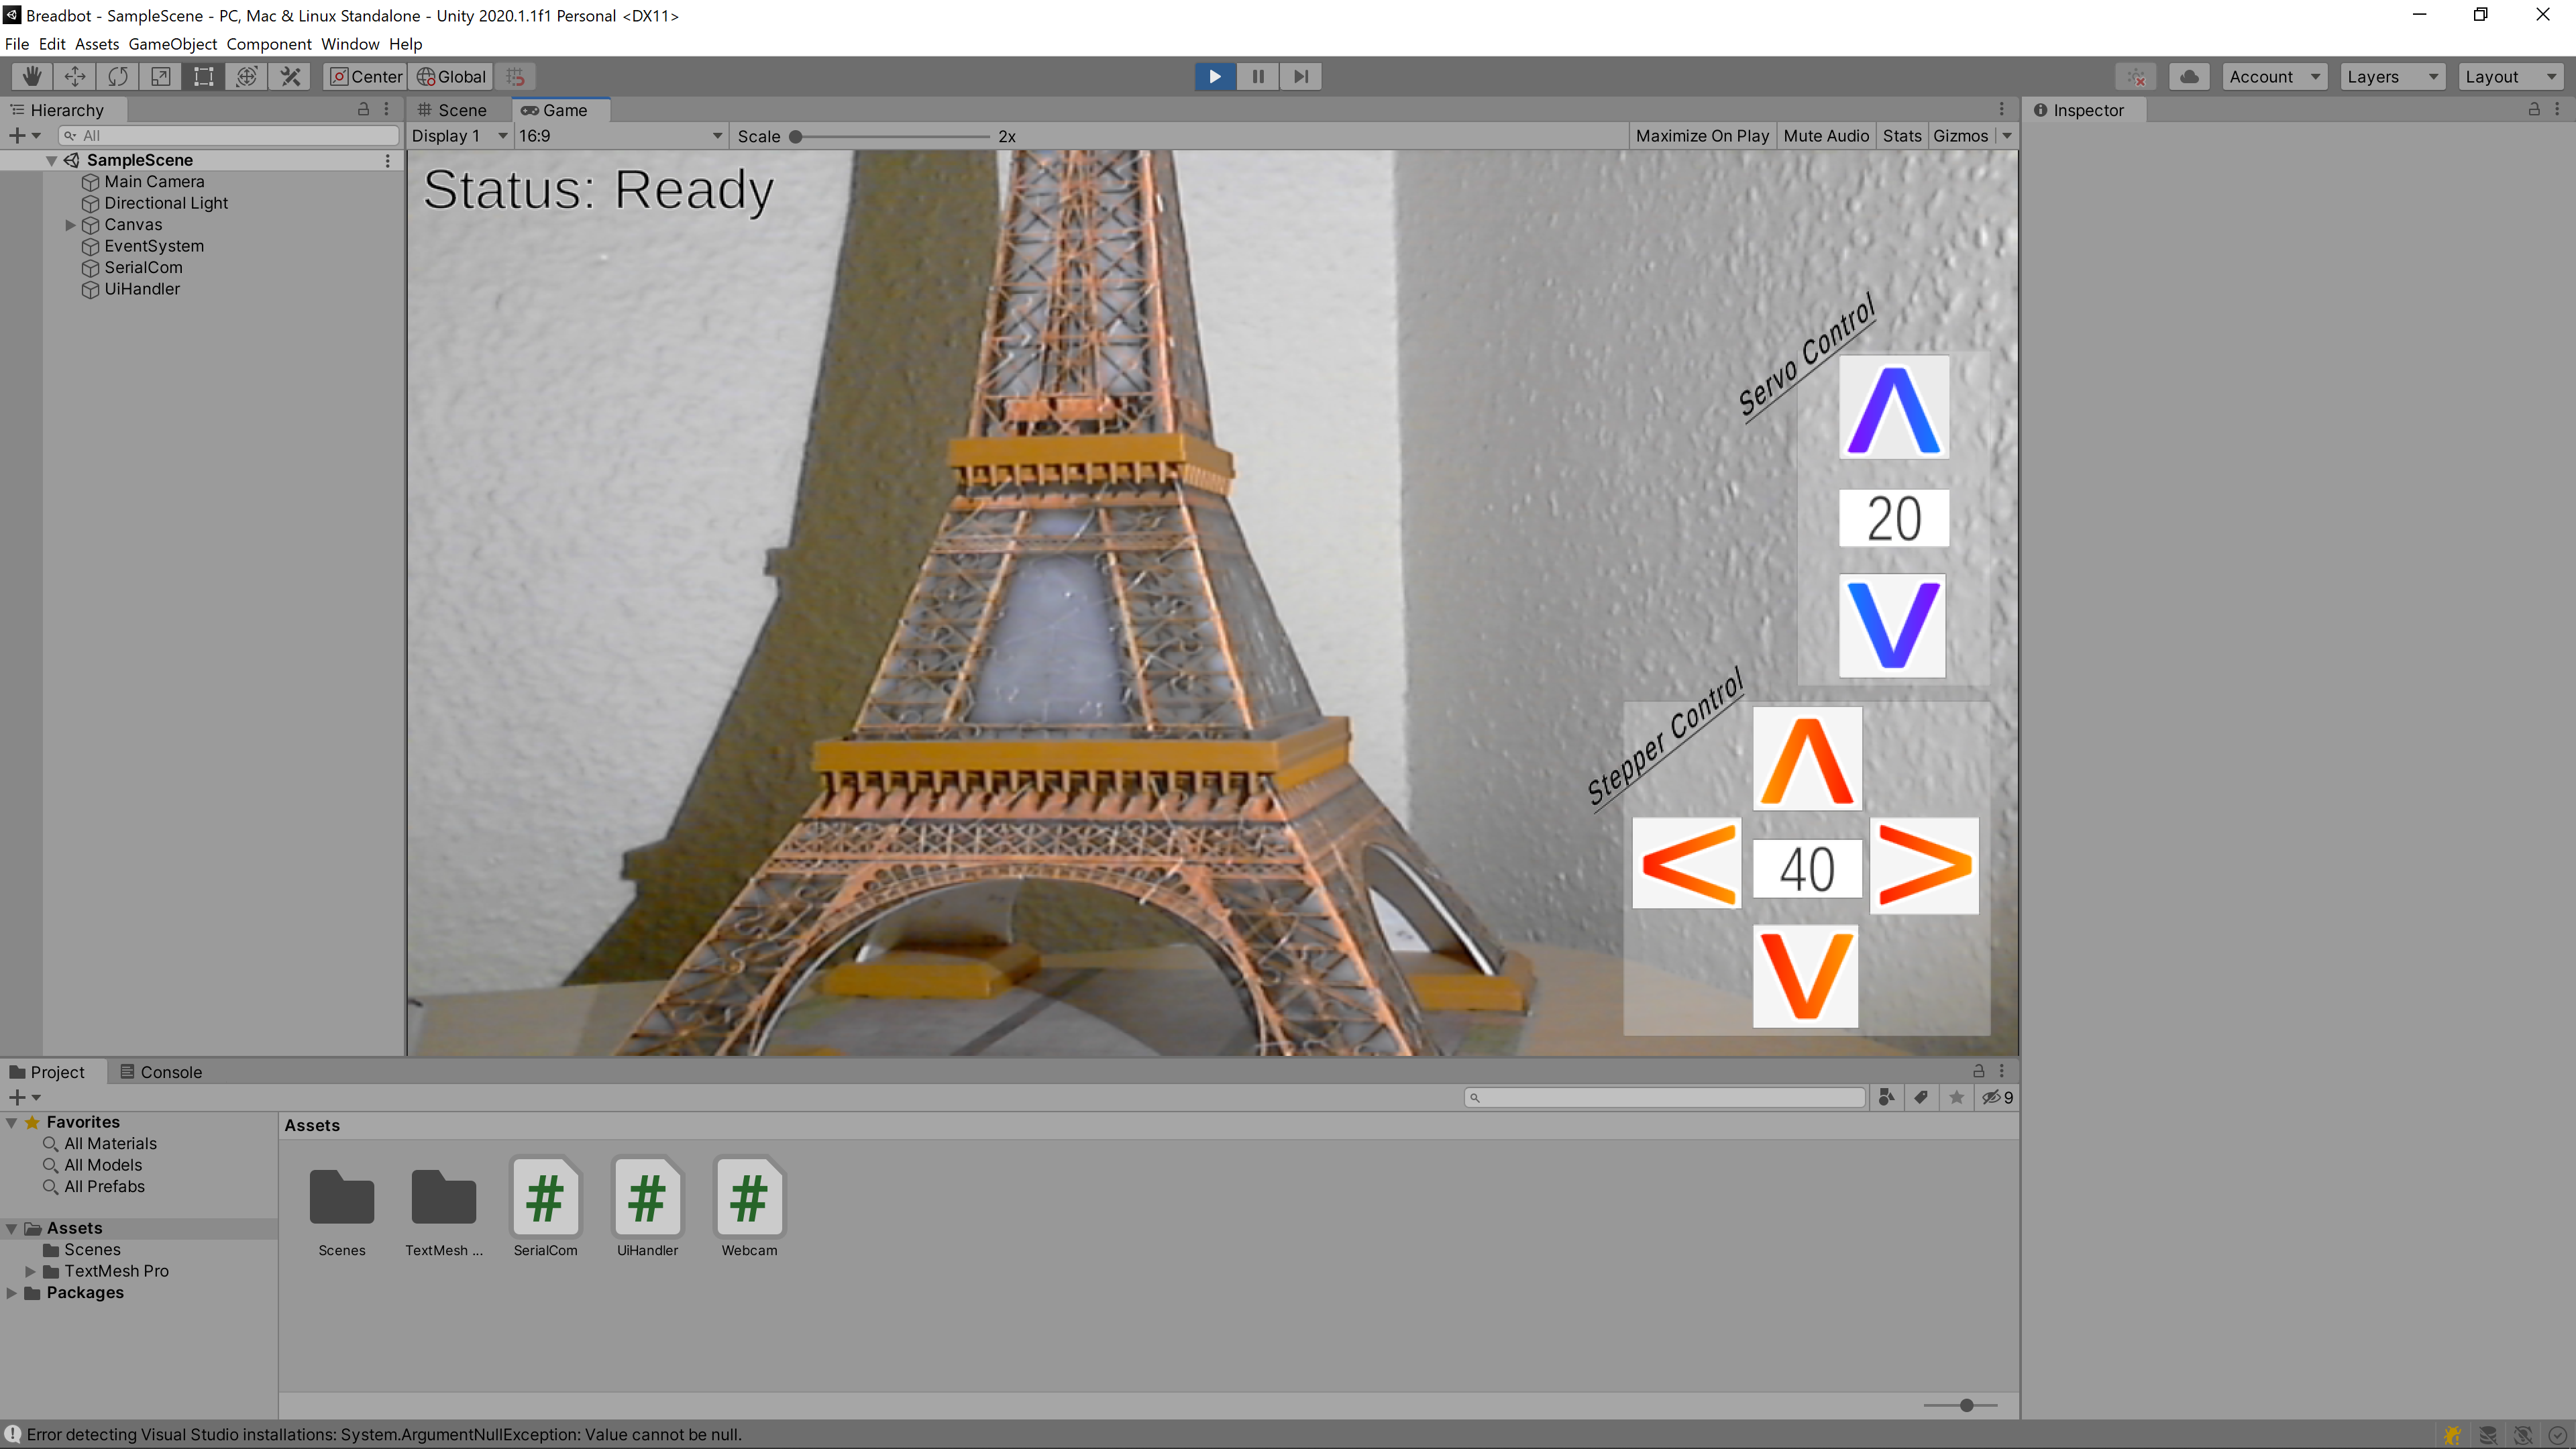 Breadbot - SampleScene - PC, Mac & Linux Standalone - Unity 2020.1.1f1 Personal <DX11>
File Edit Assets GameObject Component Window Help
Center Global Account Layers Layout
Hierarchy
All
SampleScene
Main Camera
Directional Light
Canvas
EventSystem
SerialCom
UiHandler
Scene Game
Display 1 16:9 Scale 2x Maximize On Play Mute Audio Stats Gizmos
Status: Ready
Servo Control
20
Stepper Control
40
Inspector
Project Console
9
Favorites
All Materials
All Models
All Prefabs
Assets
Scenes
TextMesh Pro
Packages
Assets
# # #
Scenes TextMesh ... SerialCom UiHandler Webcam
Error detecting Visual Studio installations: System.ArgumentNullException: Value cannot be null.